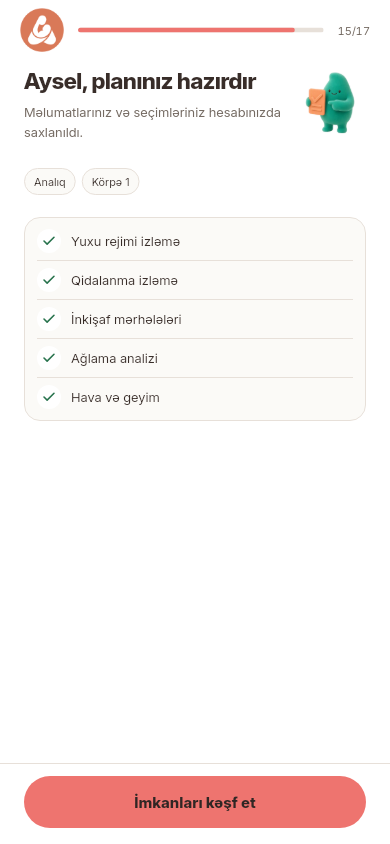 15/17
Aysel, planınız hazırdır
Məlumatlarınız və seçimləriniz hesabınızda
saxlanıldı.
Analıq
Körpə 1
Yuxu rejimi izləmə
Qidalanma izləmə
İnkişaf mərhələləri
Ağlama analizi
Hava və geyim
İmkanları kəşf et